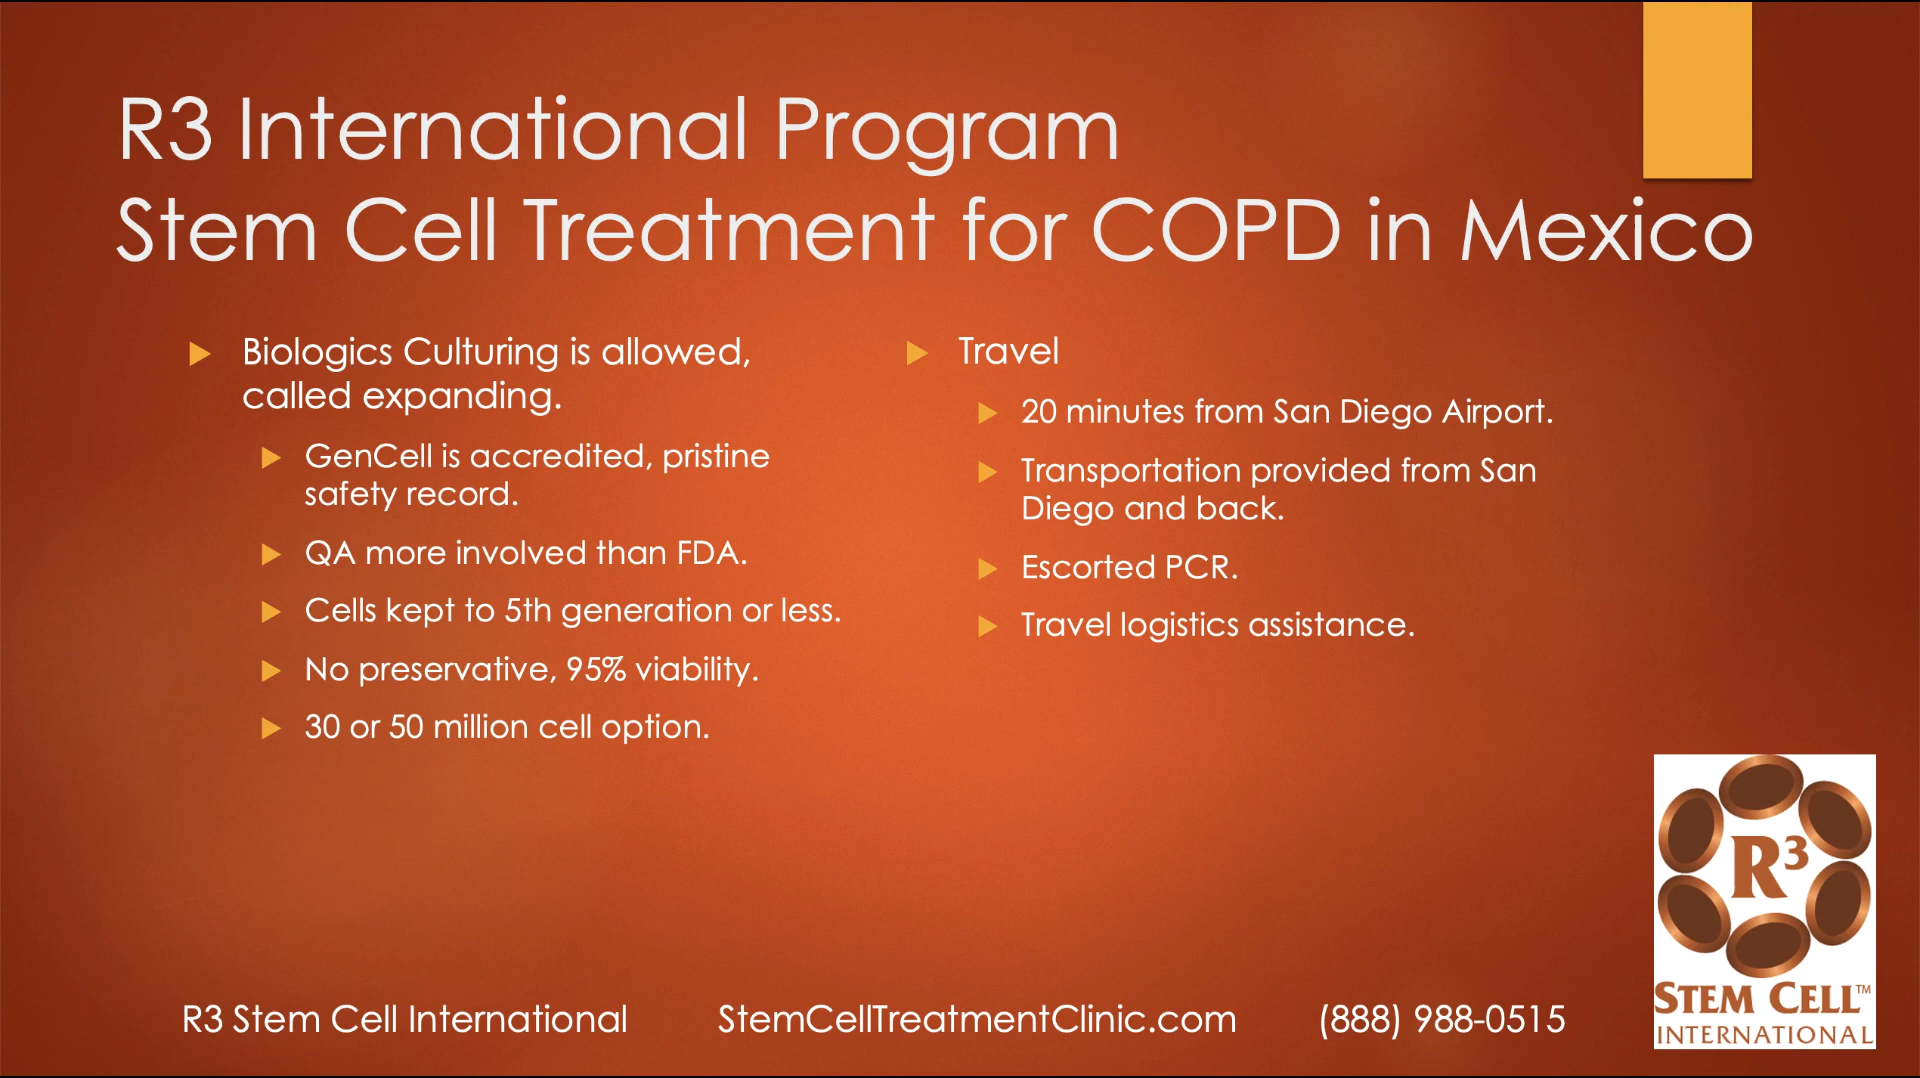 R3 International Program
Stem Cell Treatment for COPD in Mexico
Biologics Culturing is allowed,
called expanding.
GenCell is accredited, pristine
safety record.
QA more involved than FDA.
Cells kept to 5th generation or less.
No preservative, 95% viability.
30 or 50 million cell option.
Travel
20 minutes from San Diego Airport.
Transportation provided from San
Diego and back.
Escorted PCR.
Travel logistics assistance.
R3 Stem Cell International
StemCellTreatmentClinic.com
(888) 988-0515
R³
STEM CELL™
INTERNATIONAL